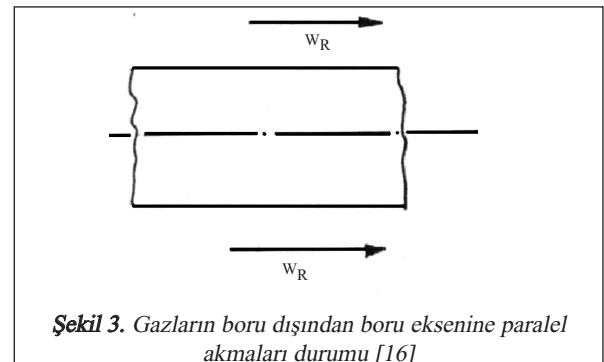 w_R
w_R
Şekil 3. Gazların boru dışından boru eksenine paralel
akmaları durumu [16]